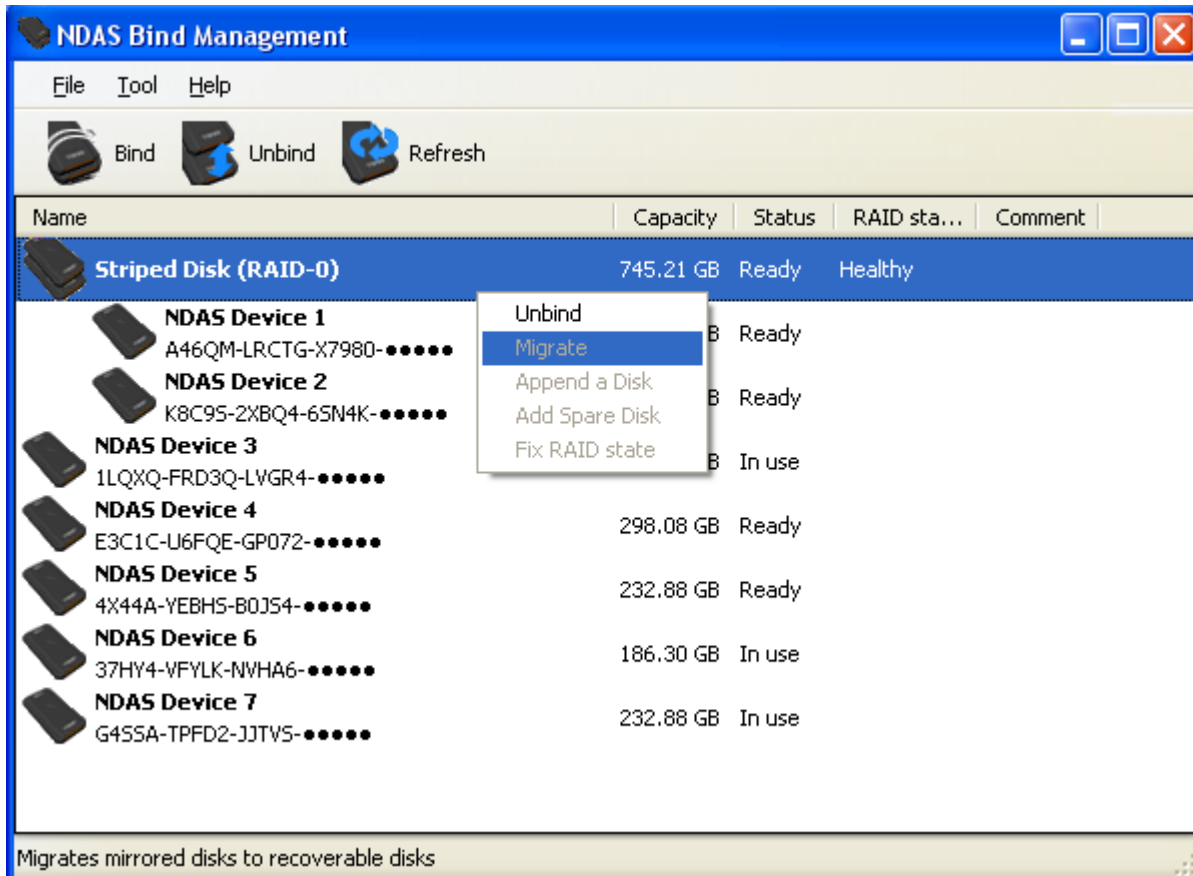 NDAS Bind Management
File Tool Help
Bind Unbind Refresh
Name Capacity Status RAID sta... Comment
Striped Disk (RAID-0) 745.21 GB Ready Healthy
NDAS Device 1
A46QM-LRCTG-X7980-●●●●● B Ready
NDAS Device 2
K8C95-2XBQ4-6SN4K-●●●●● B Ready
NDAS Device 3
1LQXQ-FRD3Q-LVGR4-●●●●● B In use
Unbind
Migrate
Append a Disk
Add Spare Disk
Fix RAID state
NDAS Device 4
E3C1C-U6FQE-GP072-●●●●● 298.08 GB Ready
NDAS Device 5
4X44A-YEBHS-B0JS4-●●●●● 232.88 GB Ready
NDAS Device 6
37HY4-VFYLK-NVHA6-●●●●● 186.30 GB In use
NDAS Device 7
G4SSA-TPFD2-JJTVS-●●●●● 232.88 GB In use
Migrates mirrored disks to recoverable disks